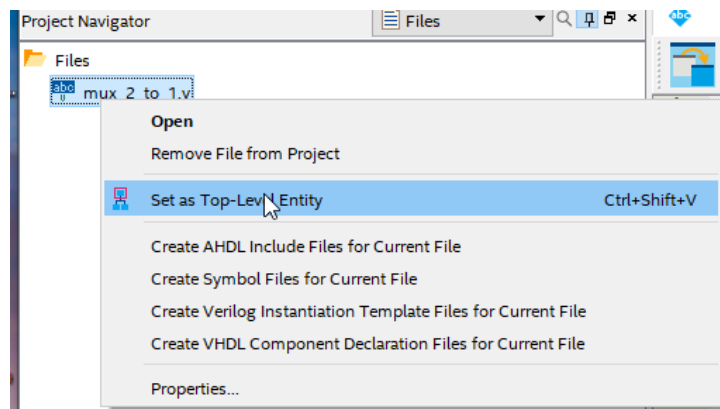 Project Navigator
Files
abc
Files
abc
mux_2_to_1.v
Open
Remove File from Project
Set as Top-Level Entity Ctrl+Shift+V
Create AHDL Include Files for Current File
Create Symbol Files for Current File
Create Verilog Instantiation Template Files for Current File
Create VHDL Component Declaration Files for Current File
Properties...